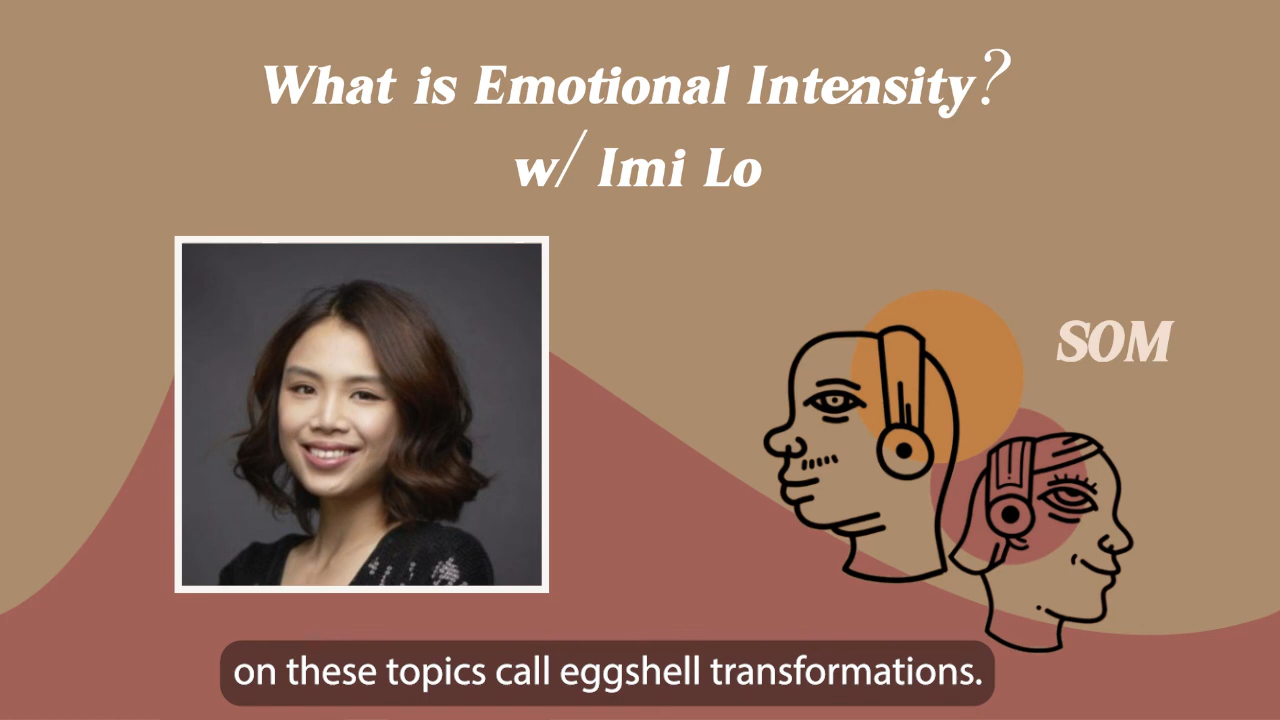 What is Emotional Intensity?
w/ Imi Lo
SOM
on these topics call eggshell transformations.